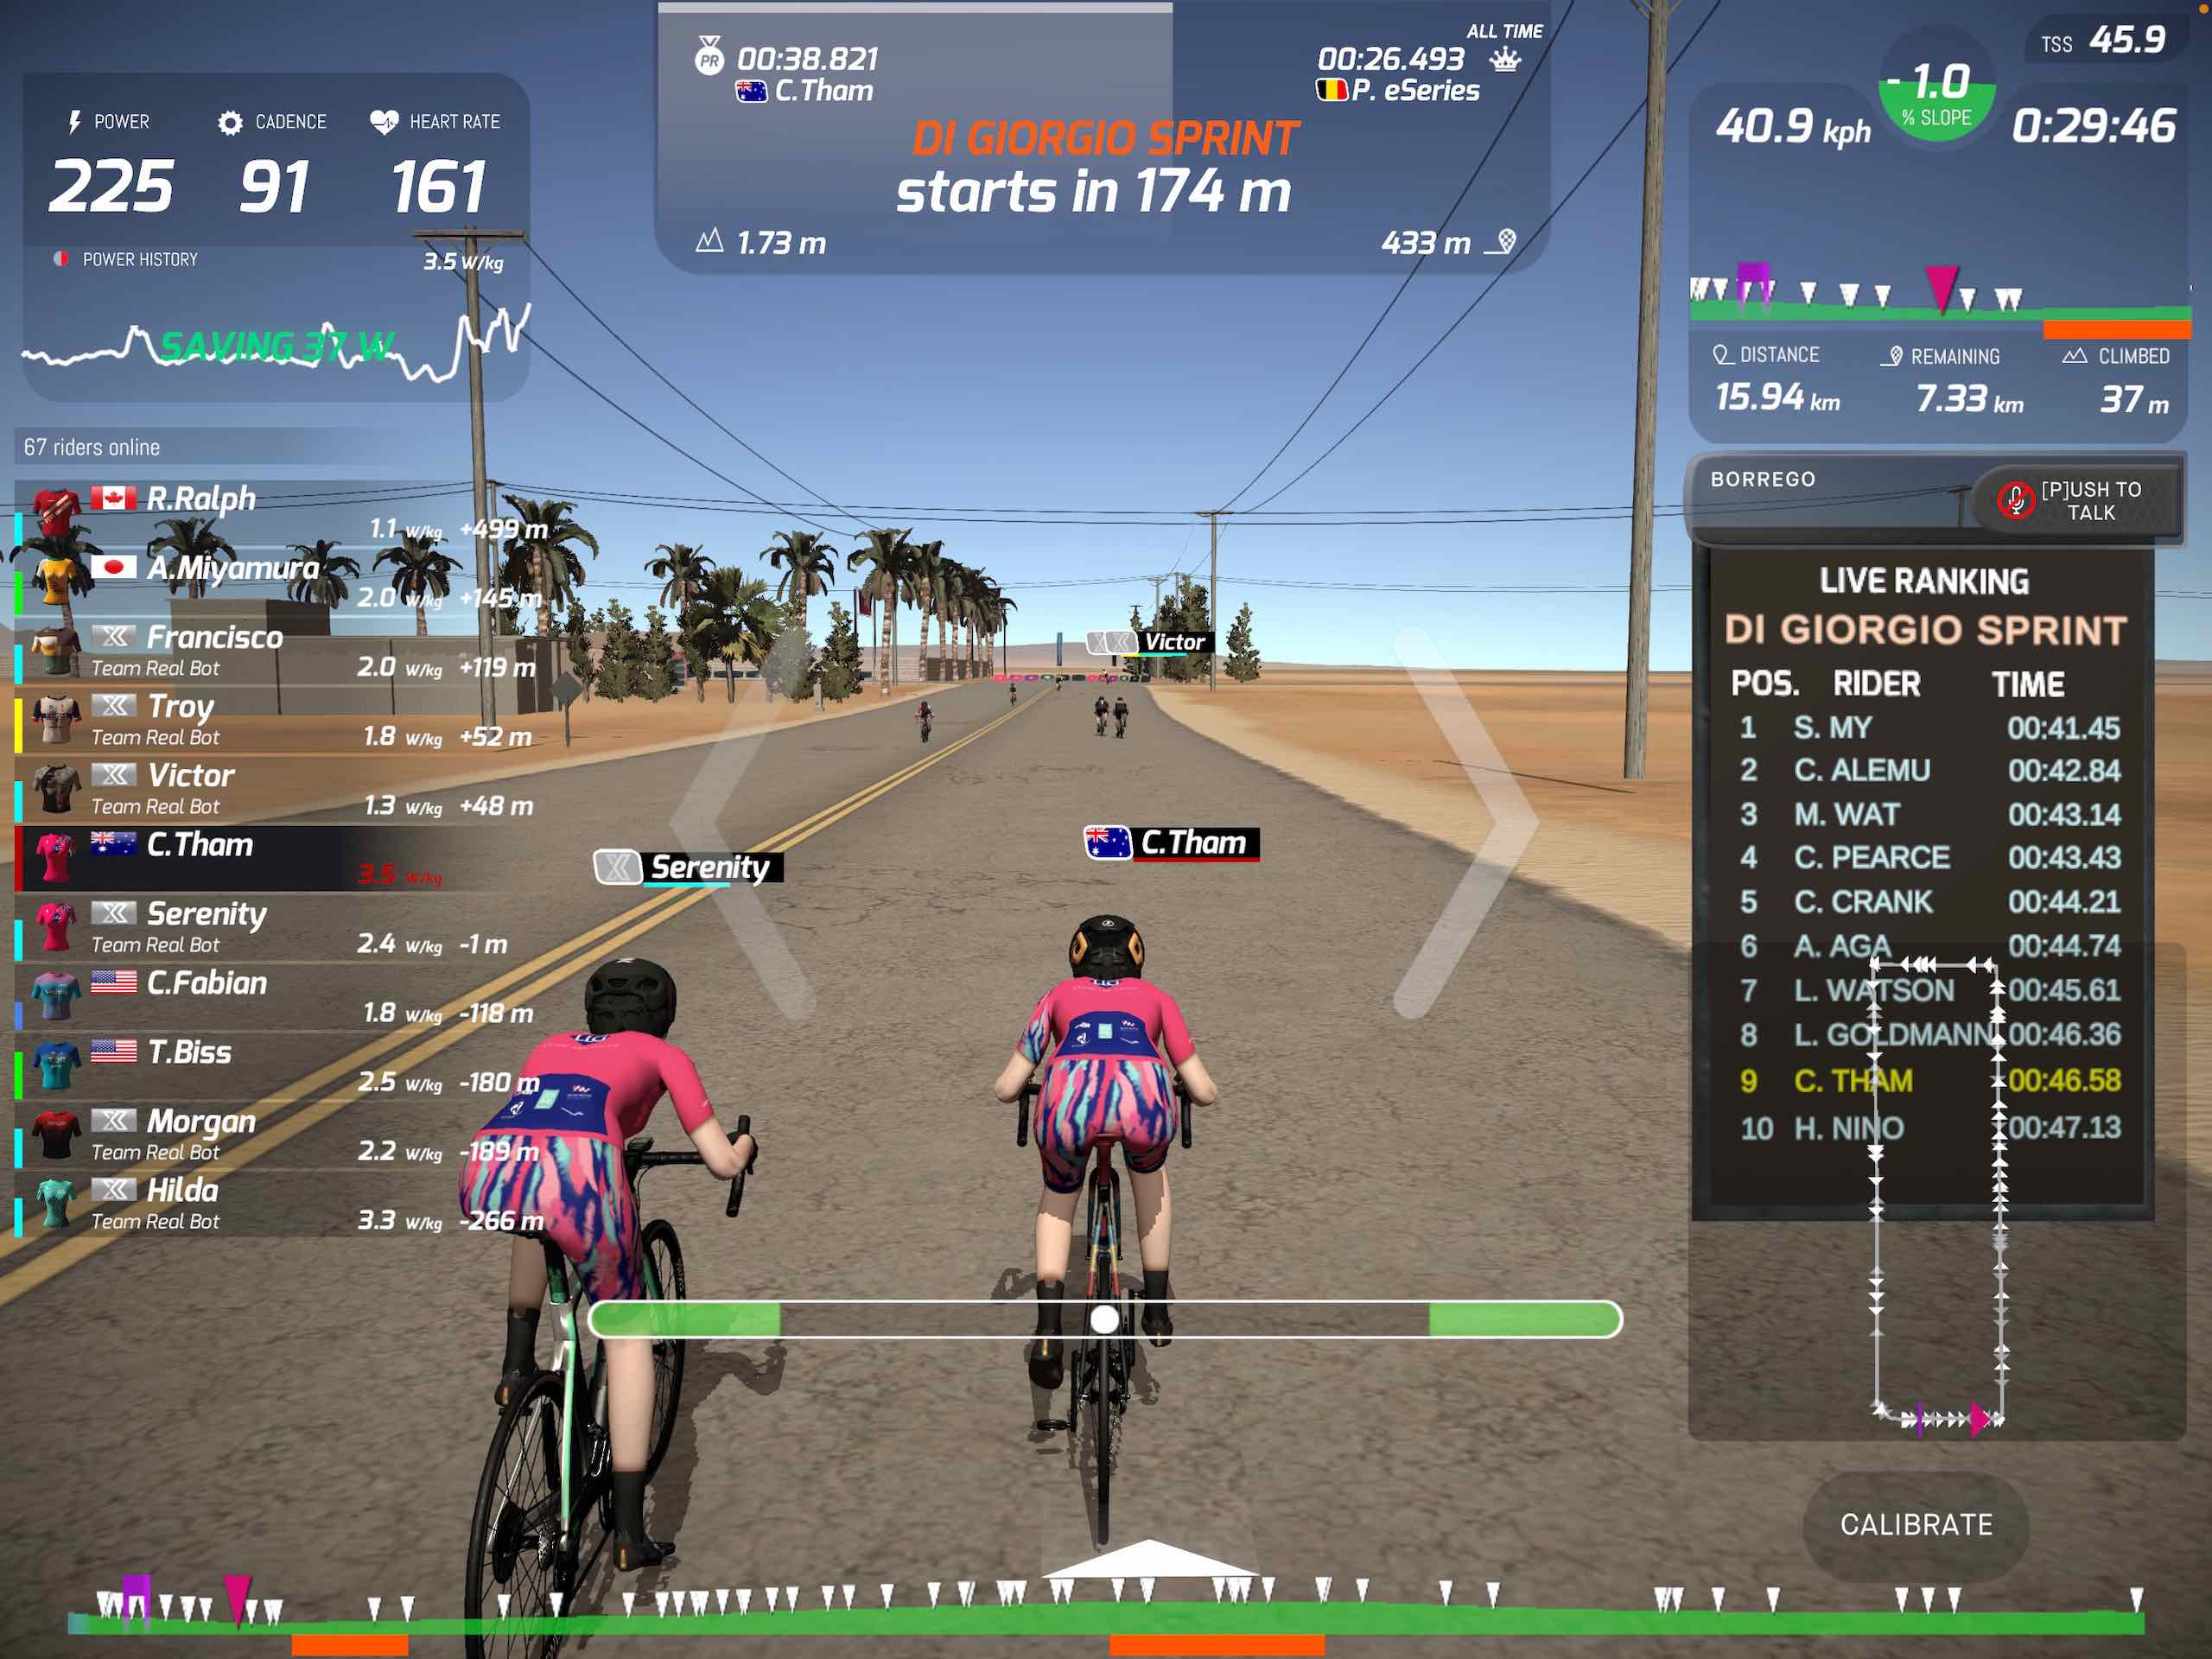 POWER CADENCE HEART RATE
225 91 161
POWER HISTORY 3.5 W/kg
SAVING 37 W
PR 00:38.821
C.Tham
ALL TIME
00:26.493
P. eSeries
DI GIORGIO SPRINT
starts in 174 m
1.73 m 433 m
TSS 45.9
40.9 kph
- 1.0
% SLOPE
0:29:46
DISTANCE REMAINING CLIMBED
15.94 km 7.33 km 37 m
67 riders online
R.Ralph
1.1 W/kg +499 m
A.Miyamura
2.0 W/kg +145 m
Francisco
Team Real Bot 2.0 W/kg +119 m
Troy
Team Real Bot 1.8 W/kg +52 m
Victor
Team Real Bot 1.3 W/kg +48 m
C.Tham
3.5 W/kg
Serenity
Team Real Bot 2.4 W/kg -1 m
C.Fabian
1.8 W/kg -118 m
T.Biss
2.5 W/kg -180 m
Morgan
Team Real Bot 2.2 W/kg -189 m
Hilda
Team Real Bot 3.3 W/kg -266 m
Victor
Serenity
C.Tham
BORREGO
[P]USH TO
TALK
LIVE RANKING
DI GIORGIO SPRINT
POS. RIDER TIME
1 S. MY 00:41.45
2 C. ALEMU 00:42.84
3 M. WAT 00:43.14
4 C. PEARCE 00:43.43
5 C. CRANK 00:44.21
6 A. AGA 00:44.74
7 L. WATSON 00:45.61
8 L. GOLDMANN 00:46.36
9 C. THAM 00:46.58
10 H. NINO 00:47.13
CALIBRATE